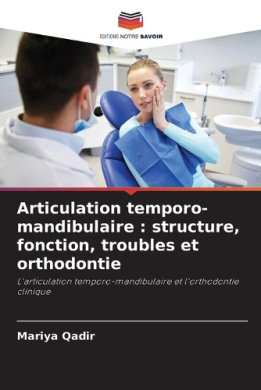 EDITIONS NOTRE SAVOIR
Articulation temporo-
mandibulaire : structure,
fonction, troubles et
orthodontie
L'articulation temporo-mandibulaire et l'orthodontie
clinique
Mariya Qadir